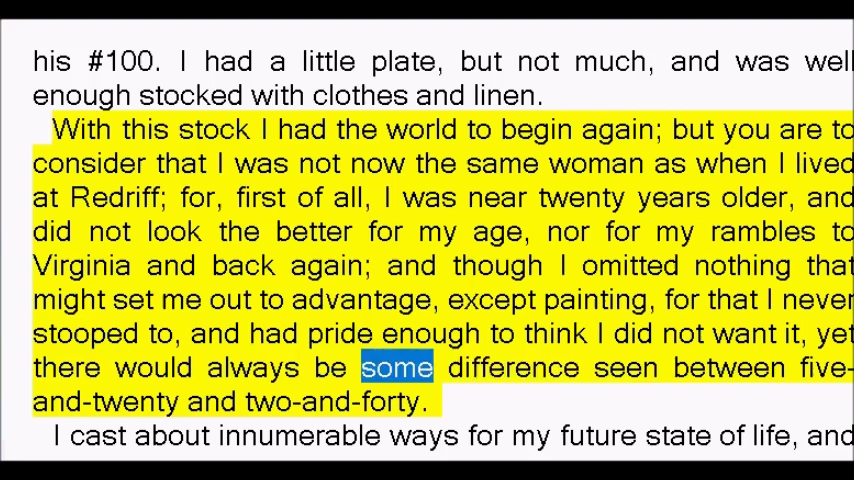 his #100. I had a little plate, but not much, and was well
enough stocked with clothes and linen.
With this stock I had the world to begin again; but you are to
consider that I was not now the same woman as when I lived
at Redriff; for, first of all, I was near twenty years older, and
did not look the better for my age, nor for my rambles to
Virginia and back again; and though I omitted nothing that
might set me out to advantage, except painting, for that I never
stooped to, and had pride enough to think I did not want it, yet
there would always be some difference seen between five-
and-twenty and two-and-forty.
I cast about innumerable ways for my future state of life, and